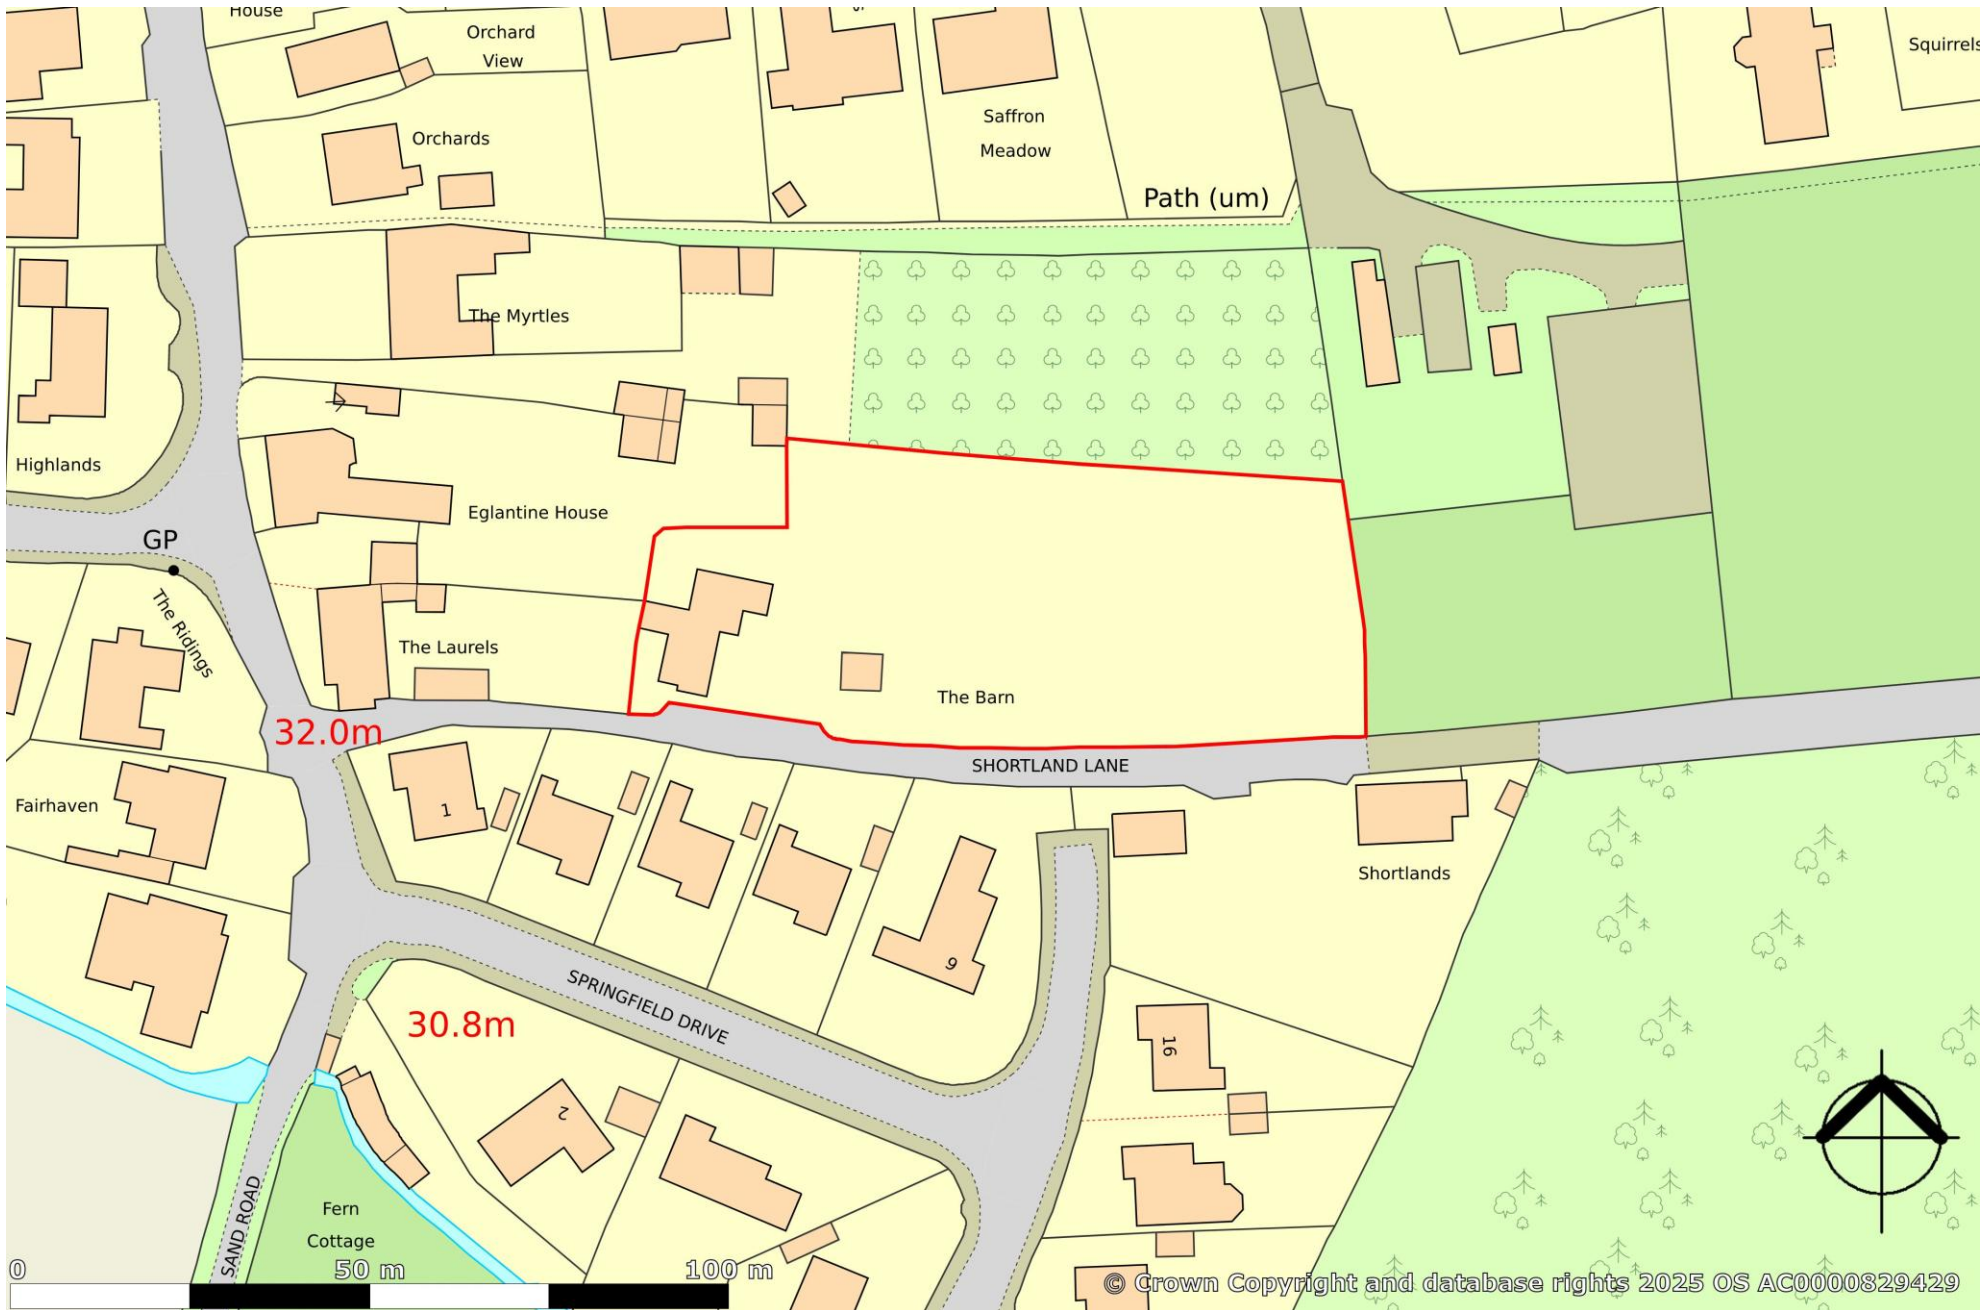 House
Orchard
View
Squirrels
Saffron
Meadow
Orchards
Path (um)
The Myrtles
Highlands
Eglantine House
GP
The Ridings
The Laurels
The Barn
32.0m
SHORTLAND LANE
Fairhaven
1
Shortlands
9
SPRINGFIELD DRIVE
30.8m
16
2
SAND ROAD
Fern
Cottage
0
50 m
100 m
© Crown Copyright and database rights 2025 OS AC0000829429